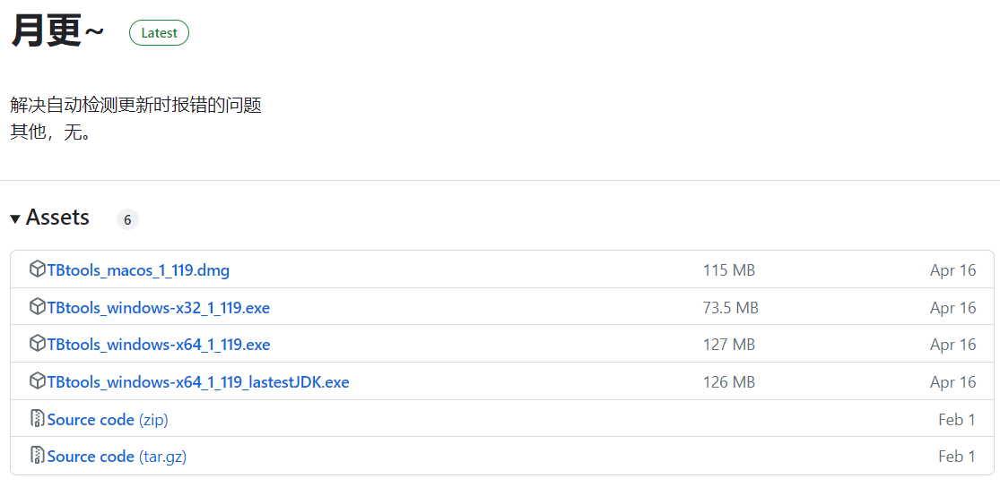 月更~ Latest
解决自动检测更新时报错的问题
其他，无。
Assets 6
TBtools_macos_1_119.dmg 115 MB Apr 16
TBtools_windows-x32_1_119.exe 73.5 MB Apr 16
TBtools_windows-x64_1_119.exe 127 MB Apr 16
TBtools_windows-x64_1_119_lastestJDK.exe 126 MB Apr 16
Source code (zip) Feb 1
Source code (tar.gz) Feb 1